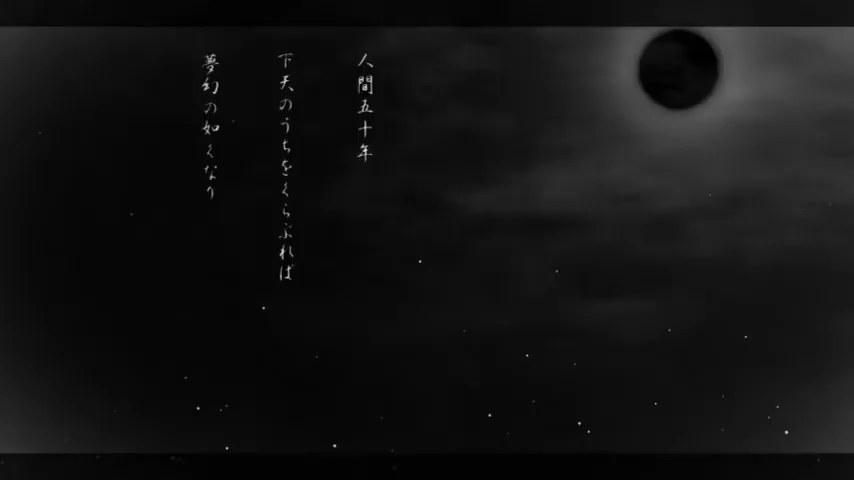 人間五十年
下天のうちをくらぶれば
夢幻の如くなり